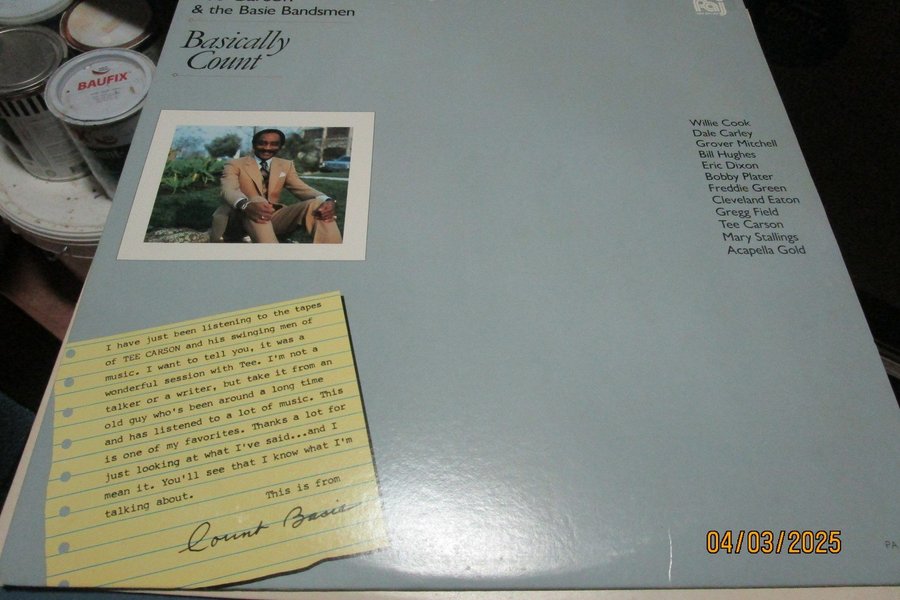 & the Basie Bandsmen
Basically
Count
BAUFIX
Willie Cook
Dale Carley
Grover Mitchell
Bill Hughes
Eric Dixon
Bobby Plater
Freddie Green
Cleveland Eaton
Gregg Field
Tee Carson
Mary Stallings
Acapella Gold
I have just been listening to the tapes
of TEE CARSON and his swinging men of
music. I want to tell you, it was a
wonderful session with Tee. I'm not a
talker or a writer, but take it from an
old guy who's been around a long time
and has listened to a lot of music. This
is one of my favorites. Thanks a lot for
just looking at what I've said...and I
mean it. You'll see that I know what I'm
talking about.
This is from
Count Basie
04/03/2025
PA